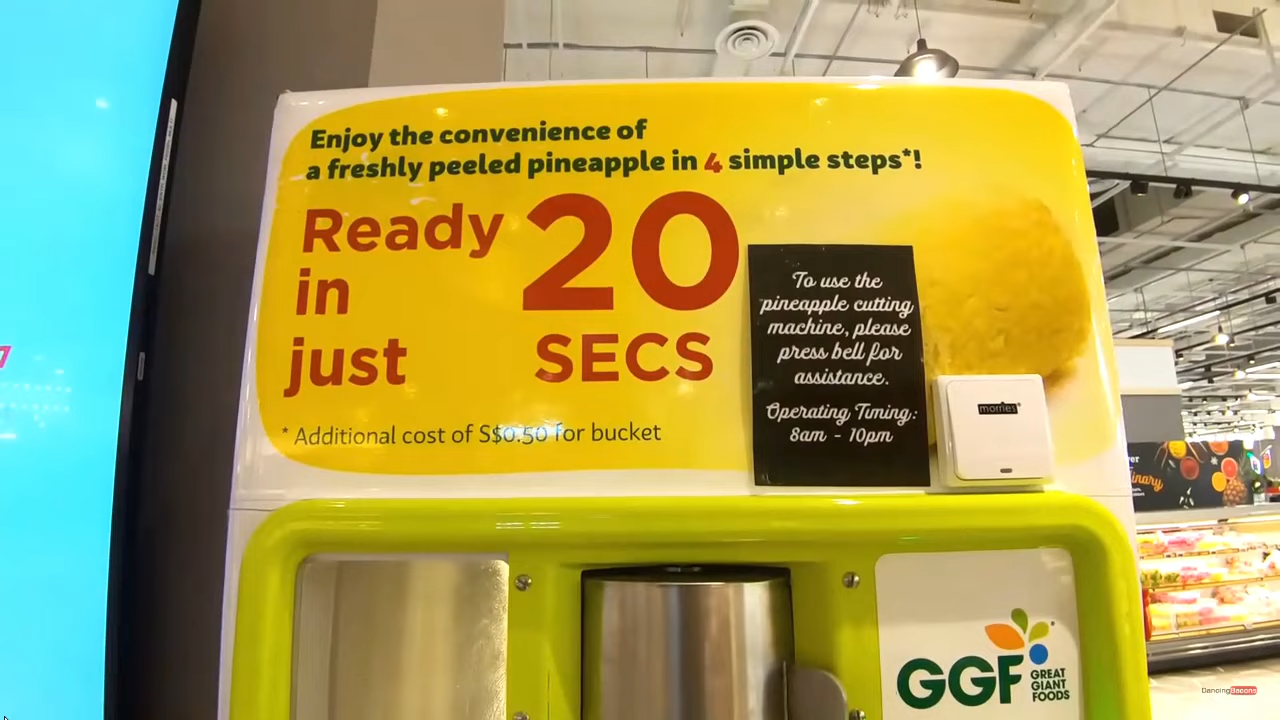 Enjoy the convenience of
a freshly peeled pineapple in 4 simple steps*!
Ready
in
just
20
SECS
* Additional cost of S$0.50 for bucket
To use the
pineapple cutting
machine, please
press bell for
assistance.
Operating Timing:
8am - 10pm
morries
GGF
GREAT
GIANT
FOODS
7
DancingBacons